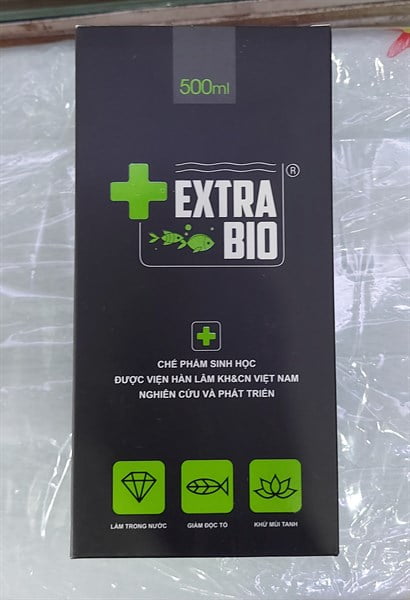 500ml
EXTRA ®
BIO
CHẾ PHẨM SINH HỌC
ĐƯỢC VIỆN HÀN LÂM KH&CN VIỆT NAM
NGHIÊN CỨU VÀ PHÁT TRIỂN
LÀM TRONG NƯỚC
GIẢM ĐỘC TỐ
KHỬ MÙI TANH